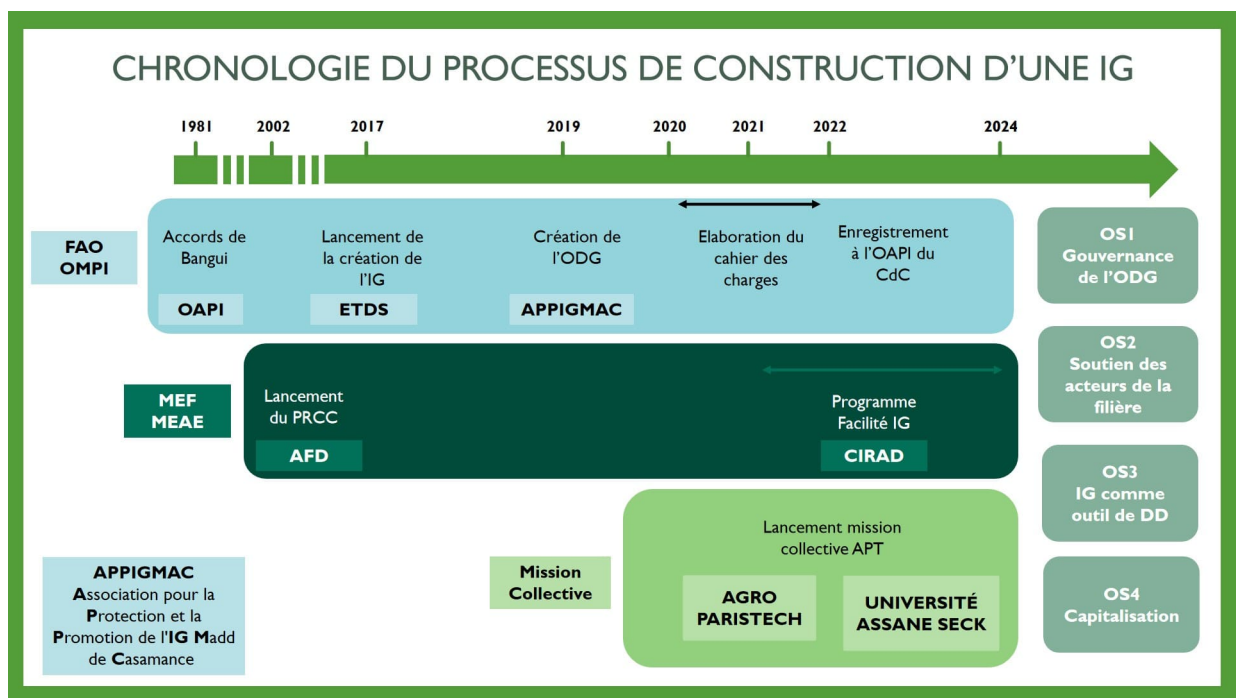 CHRONOLOGIE DU PROCESSUS DE CONSTRUCTION D'UNE IG
1981
2002
2017
2019
2020
2021
2022
2024
FAO
OMPI
Accords de
Bangui
OAPI
Lancement de
la création de
l'IG
ETDS
Création de
l'ODG
APPIGMAC
Elaboration du
cahier des
charges
Enregistrement
à l'OAPI du
CdC
OS1
Gouvernance
de l'ODG
MEF
MEAE
Lancement
du PRCC
AFD
Programme
Facilité IG
CIRAD
OS2
Soutien des
acteurs de la
filière
OS3
IG comme
outil de DD
Mission
Collective
Lancement mission
collective APT
AGRO
PARISTECH
UNIVERSITÉ
ASSANE SECK
OS4
Capitalisation
APPIGMAC
Association pour la
Protection et la
Promotion de l'IG Madd
de Casamance